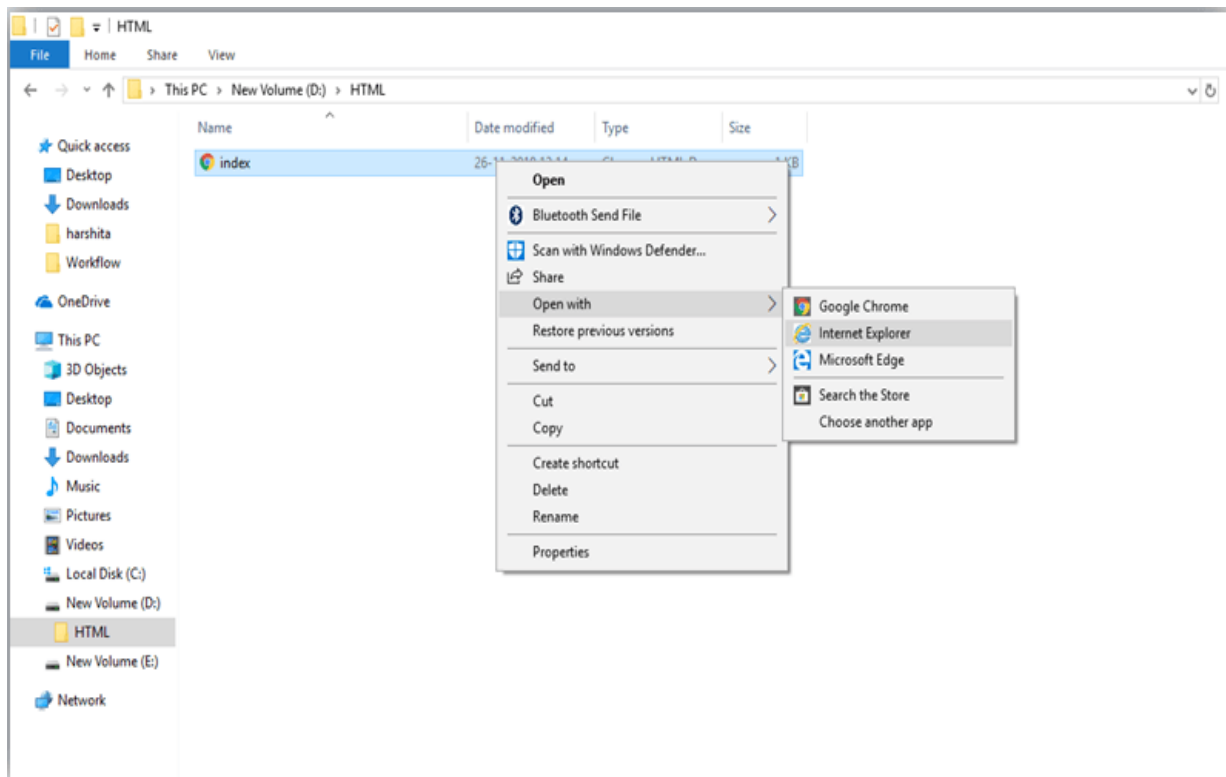 HTML
File Home Share View
This PC > New Volume (D:) > HTML
Name Date modified Type Size
Quick access
Desktop
Downloads
harshita
Workflow
OneDrive
This PC
3D Objects
Desktop
Documents
Downloads
Music
Pictures
Videos
Local Disk (C:)
New Volume (D:)
HTML
New Volume (E:)
Network
index
Open
Bluetooth Send File
Scan with Windows Defender...
Share
Open with
Restore previous versions
Send to
Cut
Copy
Create shortcut
Delete
Rename
Properties
Google Chrome
Internet Explorer
Microsoft Edge
Search the Store
Choose another app